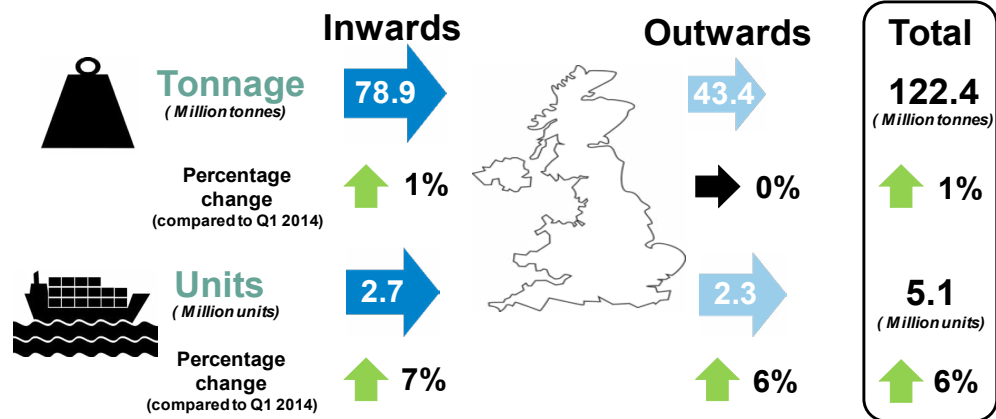 Inwards
Outwards
Total
Tonnage
( Million tonnes)
78.9
43.4
122.4
( Million tonnes)
Percentage
change
(compared to Q1 2014)
1%
0%
1%
Units
( Million units)
2.7
2.3
5.1
( Million units)
Percentage
change
(compared to Q1 2014)
7%
6%
6%